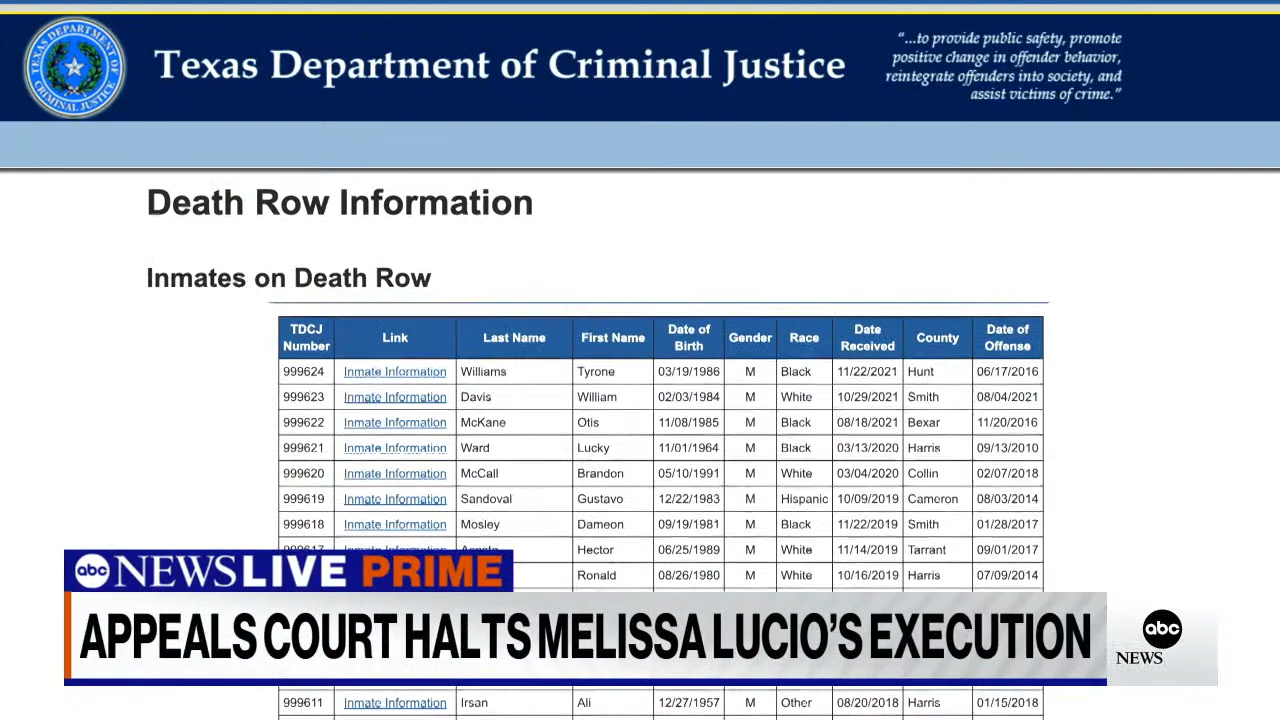 TEXAS DEPARTMENT OF CRIMINAL JUSTICE
Texas Department of Criminal Justice
“...to provide public safety, promote
positive change in offender behavior,
reintegrate offenders into society, and
assist victims of crime.”
Death Row Information
Inmates on Death Row
TDCJ Number Link Last Name First Name Date of Birth Gender Race Date Received County Date of Offense
999624 Inmate Information Williams Tyrone 03/19/1986 M Black 11/22/2021 Hunt 06/17/2016
999623 Inmate Information Davis William 02/03/1984 M White 10/29/2021 Smith 08/04/2021
999622 Inmate Information McKane Otis 11/08/1985 M Black 08/18/2021 Bexar 11/20/2016
999621 Inmate Information Ward Lucky 11/01/1964 M Black 03/13/2020 Harris 09/13/2010
999620 Inmate Information McCall Brandon 05/10/1991 M White 03/04/2020 Collin 02/07/2018
999619 Inmate Information Sandoval Gustavo 12/22/1983 M Hispanic 10/09/2019 Cameron 08/03/2014
999618 Inmate Information Mosley Dameon 09/19/1981 M Black 11/22/2019 Smith 01/28/2017
999617 Inmate Information Hector 06/25/1989 M White 11/14/2019 Tarrant 09/01/2017
Ronald 08/26/1980 M White 10/16/2019 Harris 07/09/2014
abc NEWS LIVE PRIME
APPEALS COURT HALTS MELISSA LUCIO’S EXECUTION
abc
NEWS
999611 Inmate Information Irsan Ali 12/27/1957 M Other 08/20/2018 Harris 01/15/2018